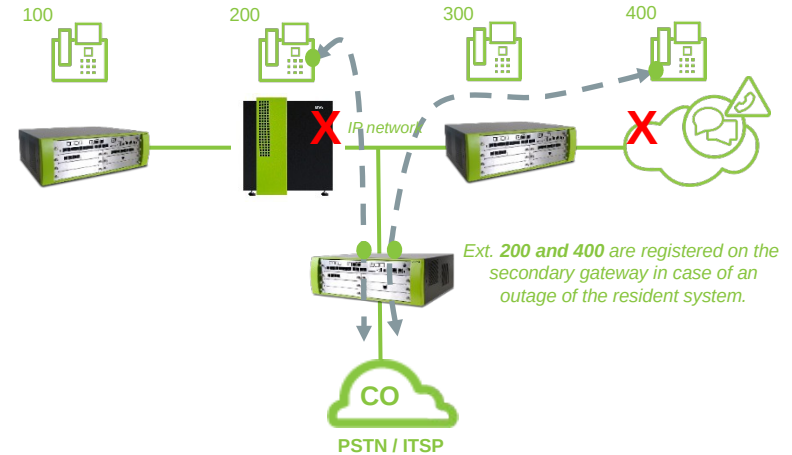 100
200
300
400
X
IP network
X
Ext. 200 and 400 are registered on the
secondary gateway in case of an
outage of the resident system.
CO
PSTN / ITSP